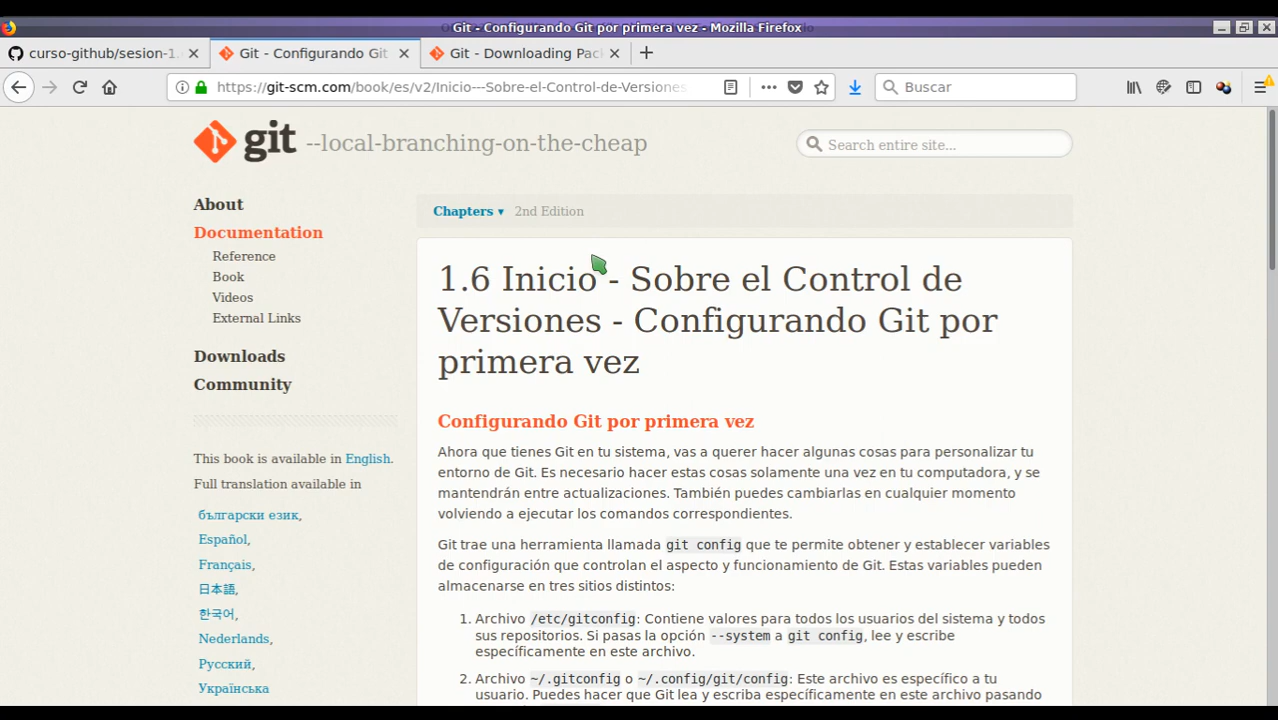 Git - Configurando Git por primera vez - Mozilla Firefox
curso-github/sesion-1.
Git - Configurando Git
Git - Downloading Pac
https://git-scm.com/book/es/v2/Inicio---Sobre-el-Control-de-Versiones
Buscar
git --local-branching-on-the-cheap
Search entire site...
About
Documentation
Reference
Book
Videos
External Links
Downloads
Community
This book is available in English.
Full translation available in
български език,
Español,
Français,
日本語,
한국어,
Nederlands,
Русский,
Українська
Chapters ▾ 2nd Edition
1.6 Inicio - Sobre el Control de
Versiones - Configurando Git por
primera vez
Configurando Git por primera vez
Ahora que tienes Git en tu sistema, vas a querer hacer algunas cosas para personalizar tu
entorno de Git. Es necesario hacer estas cosas solamente una vez en tu computadora, y se
mantendrán entre actualizaciones. También puedes cambiarlas en cualquier momento
volviendo a ejecutar los comandos correspondientes.
Git trae una herramienta llamada git config que te permite obtener y establecer variables
de configuración que controlan el aspecto y funcionamiento de Git. Estas variables pueden
almacenarse en tres sitios distintos:
1. Archivo /etc/gitconfig: Contiene valores para todos los usuarios del sistema y todos
sus repositorios. Si pasas la opción --system a git config, lee y escribe
específicamente en este archivo.
2. Archivo ~/.gitconfig o ~/.config/git/config: Este archivo es específico a tu
usuario. Puedes hacer que Git lea y escriba específicamente en este archivo pasando